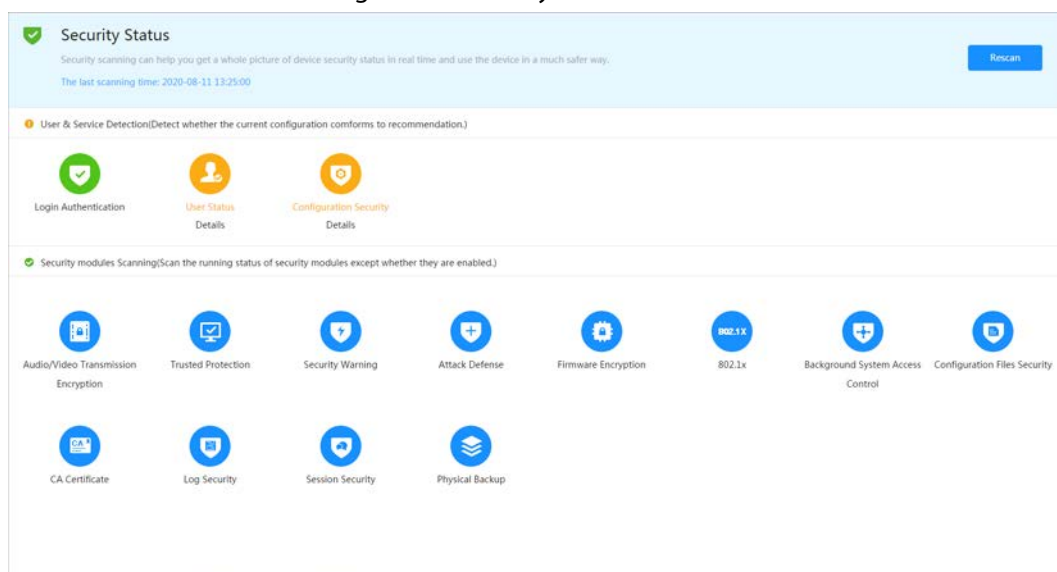 Security Status
Security scanning can help you get a whole picture of device security status in real time and use the device in a much safer way.
Rescan
The last scanning time: 2020-08-11 13:25:00
User & Service Detection(Detect whether the current configuration comforms to recommendation.)
Login Authentication
User Status
Configuration Security
Details
Details
Security modules Scanning(Scan the running status of security modules except whether they are enabled.)
802.1X
Audio/Video Transmission
Encryption
Trusted Protection
Security Warning
Attack Defense
Firmware Encryption
802.1x
Background System Access
Control
Configuration Files Security
CA
CA Certificate
Log Security
Session Security
Physical Backup